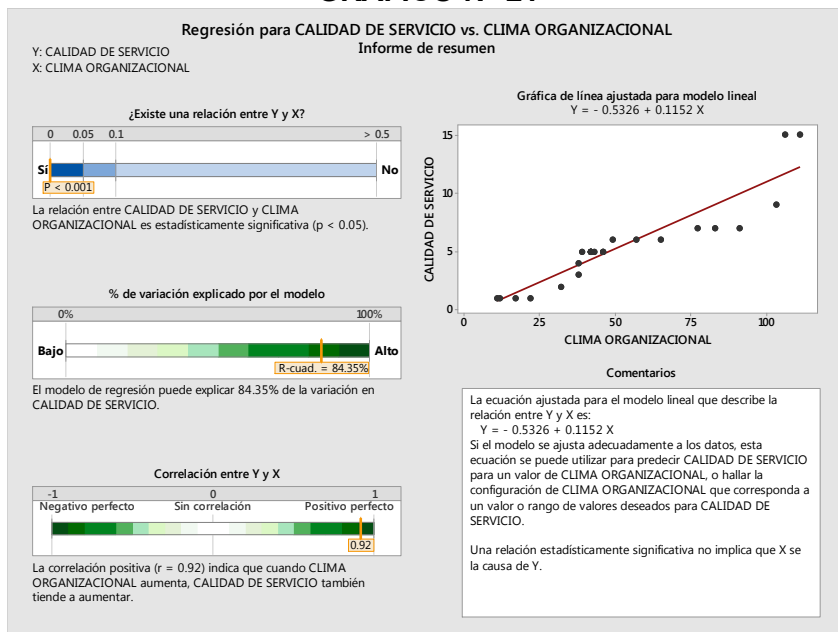 Regresión para CALIDAD DE SERVICIO vs. CLIMA ORGANIZACIONAL
Informe de resumen
Y: CALIDAD DE SERVICIO
X: CLIMA ORGANIZACIONAL
¿Existe una relación entre Y y X?
0 0.05 0.1 > 0.5
Sí No
P < 0.001
La relación entre CALIDAD DE SERVICIO y CLIMA
ORGANIZACIONAL es estadísticamente significativa (p < 0.05).
% de variación explicado por el modelo
0% 100%
Bajo Alto
R-cuad. = 84.35%
El modelo de regresión puede explicar 84.35% de la variación en
CALIDAD DE SERVICIO.
Correlación entre Y y X
-1 0 1
Negativo perfecto Sin correlación Positivo perfecto
0.92
La correlación positiva (r = 0.92) indica que cuando CLIMA
ORGANIZACIONAL aumenta, CALIDAD DE SERVICIO también
tiende a aumentar.
Gráfica de línea ajustada para modelo lineal
Y = - 0.5326 + 0.1152 X
15
10
5
0
CALIDAD DE SERVICIO
0 25 50 75 100
CLIMA ORGANIZACIONAL
Comentarios
La ecuación ajustada para el modelo lineal que describe la
relación entre Y y X es:
Y = - 0.5326 + 0.1152 X
Si el modelo se ajusta adecuadamente a los datos, esta
ecuación se puede utilizar para predecir CALIDAD DE SERVICIO
para un valor de CLIMA ORGANIZACIONAL, o hallar la
configuración de CLIMA ORGANIZACIONAL que corresponda a
un valor o rango de valores deseados para CALIDAD DE
SERVICIO.
Una relación estadísticamente significativa no implica que X se
la causa de Y.